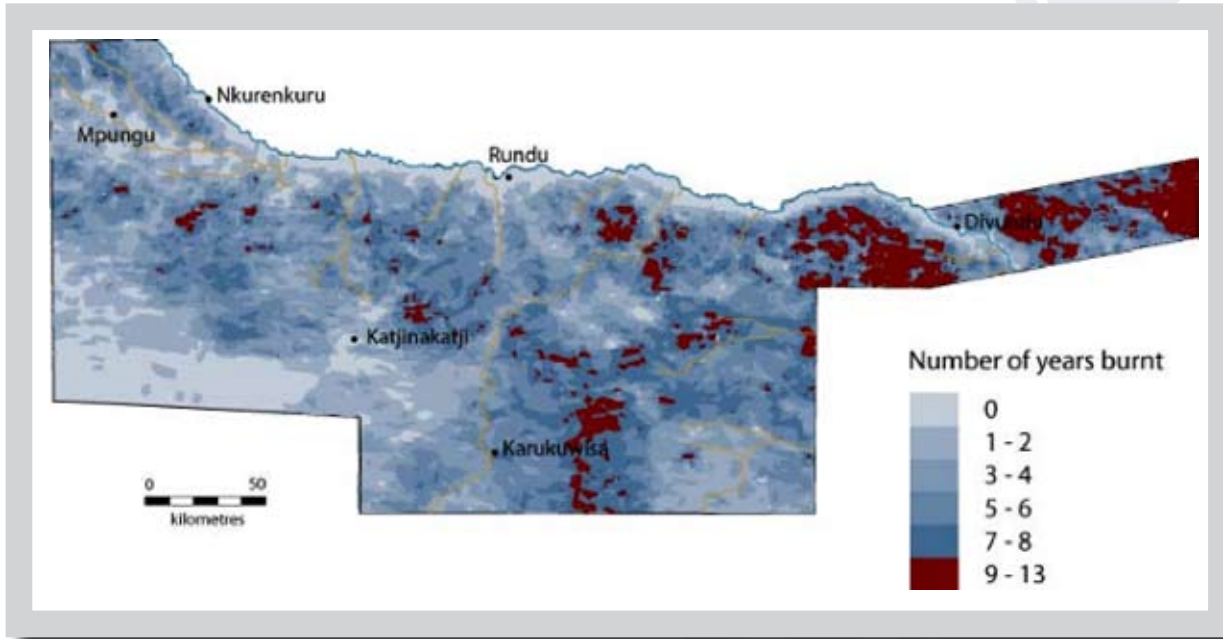 Nkurenkuru
Mpungu
Rundu
Divundu
Katjinakatji
Karukuwisa
Number of years burnt
0
1 - 2
3 - 4
5 - 6
7 - 8
9 - 13
0 50
kilometres